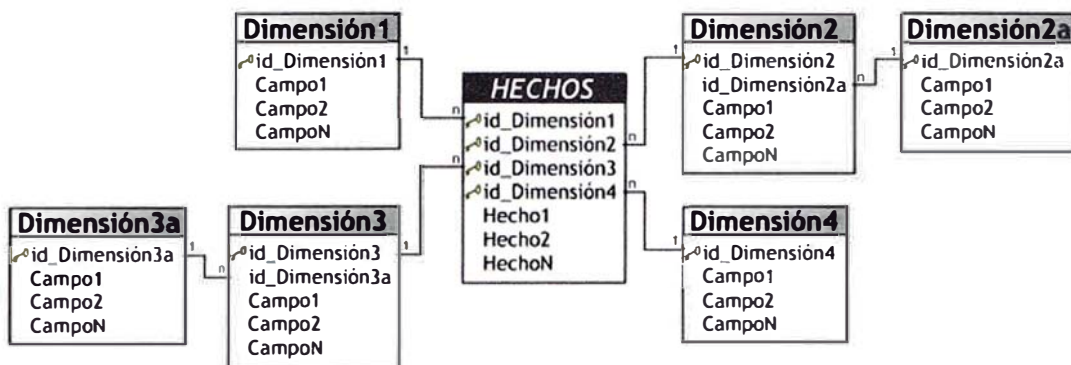 Dimensión1
id_Dimensión1
Campo1
Campo2
CampoN
HECHOS
id_Dimensión1
id_Dimensión2
id_Dimensión3
id_Dimensión4
Hecho1
Hecho2
HechoN
Dimensión2
id_Dimensión2
id_Dimensión2a
Campo1
Campo2
CampoN
Dimensión2a
id_Dimensión2a
Campo1
Campo2
CampoN
Dimensión3a
id_Dimensión3a
Campo1
Campo2
CampoN
Dimensión3
id_Dimensión3
id_Dimensión3a
Campo1
Campo2
CampoN
Dimensión4
id_Dimensión4
Campo1
Campo2
CampoN
1
n
1
n
1
n
1
n
1
n
1
n